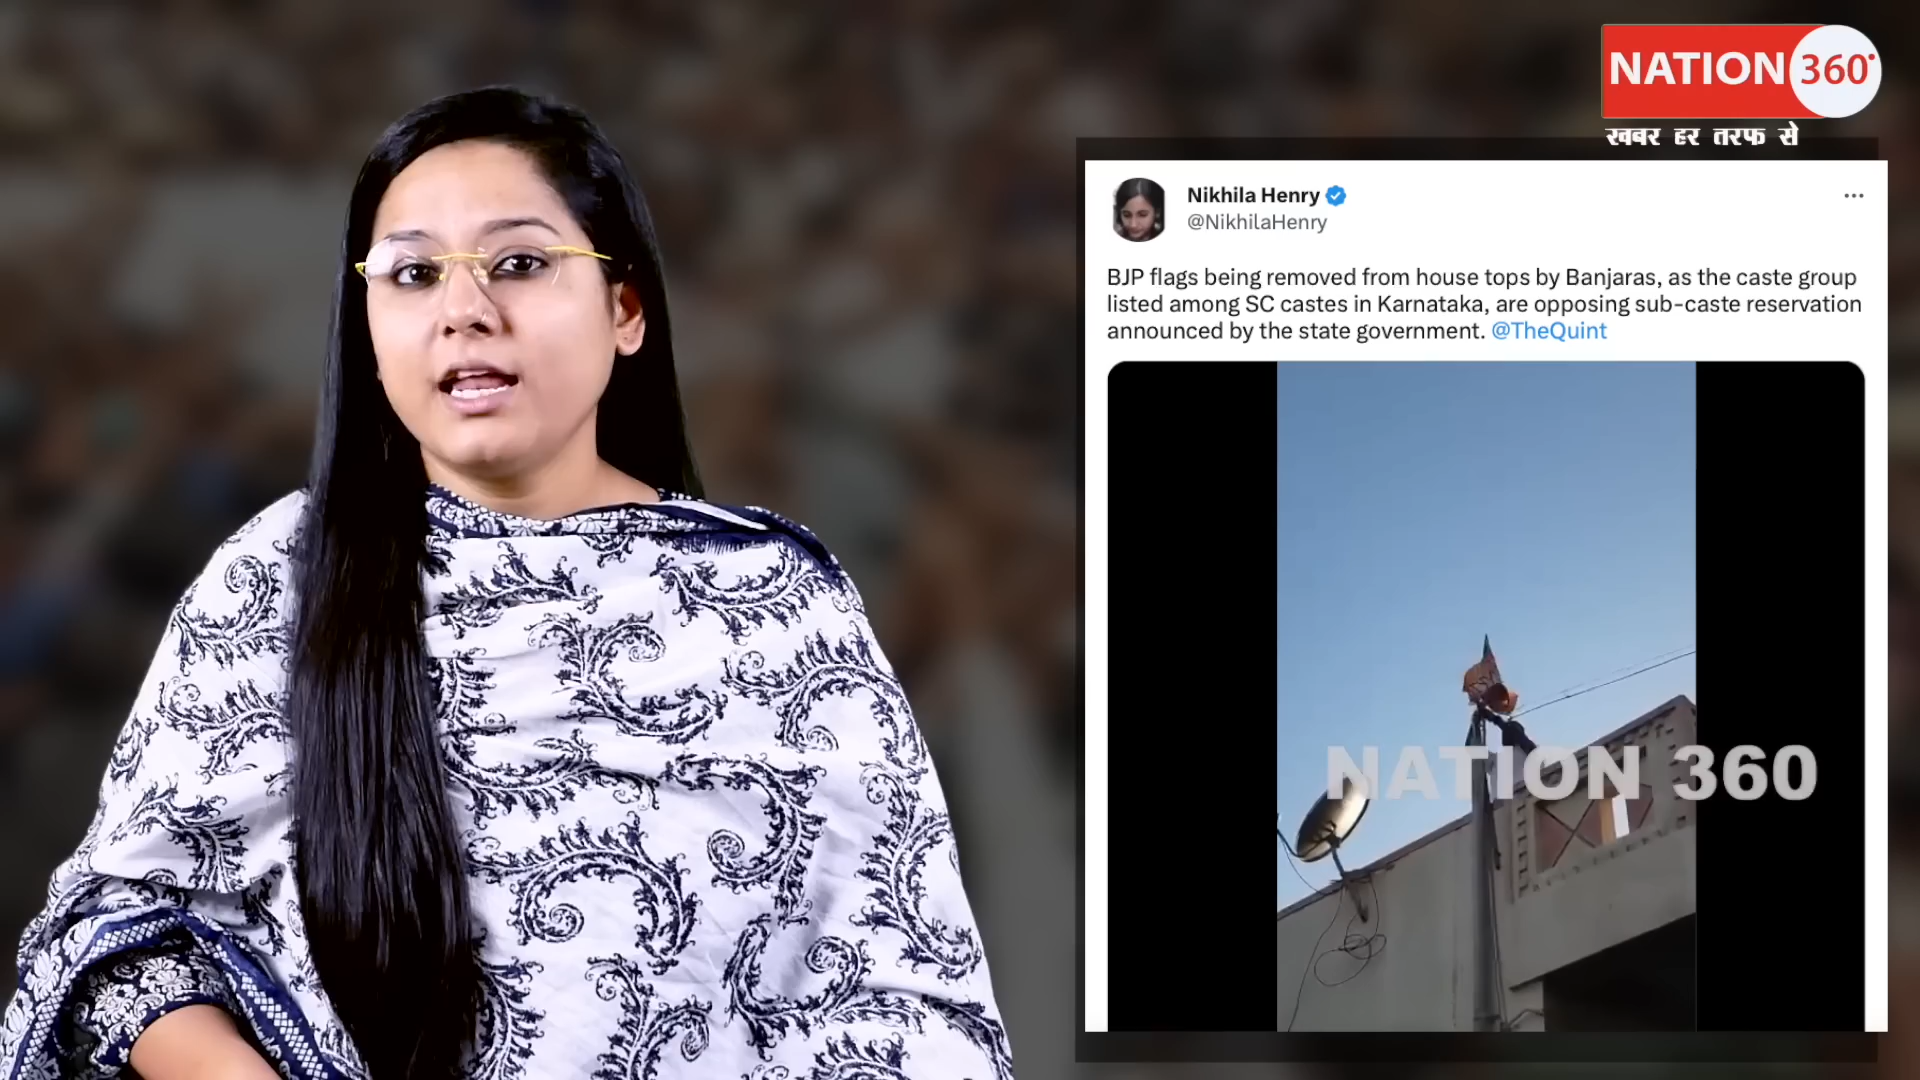 NATION 360°
खबर हर तरफ से
Nikhila Henry
@NikhilaHenry
BJP flags being removed from house tops by Banjaras, as the caste group
listed among SC castes in Karnataka, are opposing sub-caste reservation
announced by the state government. @TheQuint
NATION 360